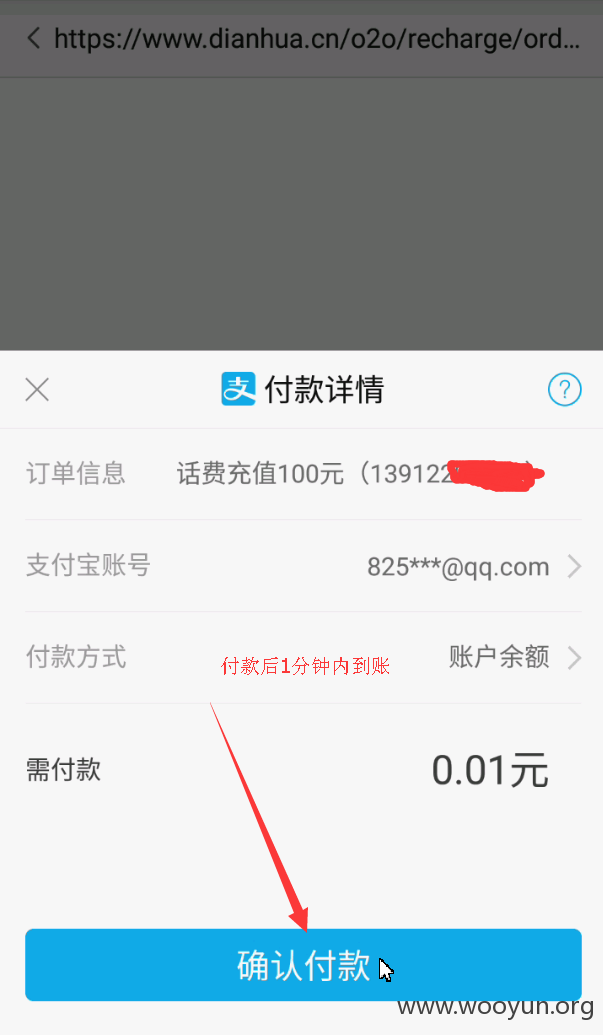 https://www.dianhua.cn/o2o/recharge/ord...
支 付款详情 ?
订单信息 话费充值100元（139122
支付宝账号 825***@qq.com
付款方式 付款后1分钟内到账 账户余额
需付款 0.01元
确认付款
www.wooyun.org